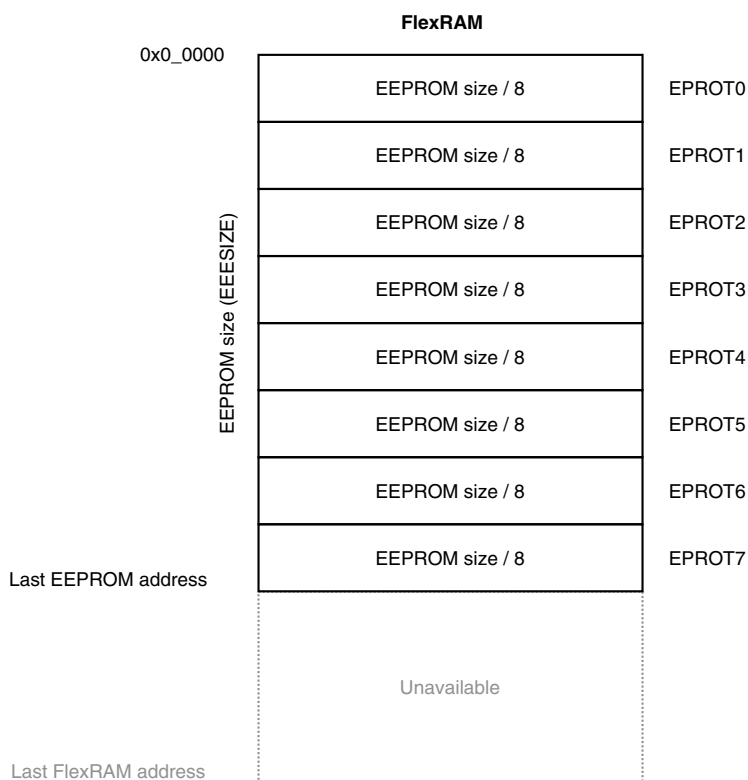 FlexRAM
0x0_0000
EEPROM size / 8 EPROT0
EEPROM size / 8 EPROT1
EEPROM size / 8 EPROT2
EEPROM size / 8 EPROT3
EEPROM size / 8 EPROT4
EEPROM size / 8 EPROT5
EEPROM size / 8 EPROT6
EEPROM size / 8 EPROT7
EEPROM size (EEESIZE)
Last EEPROM address
Unavailable
Last FlexRAM address